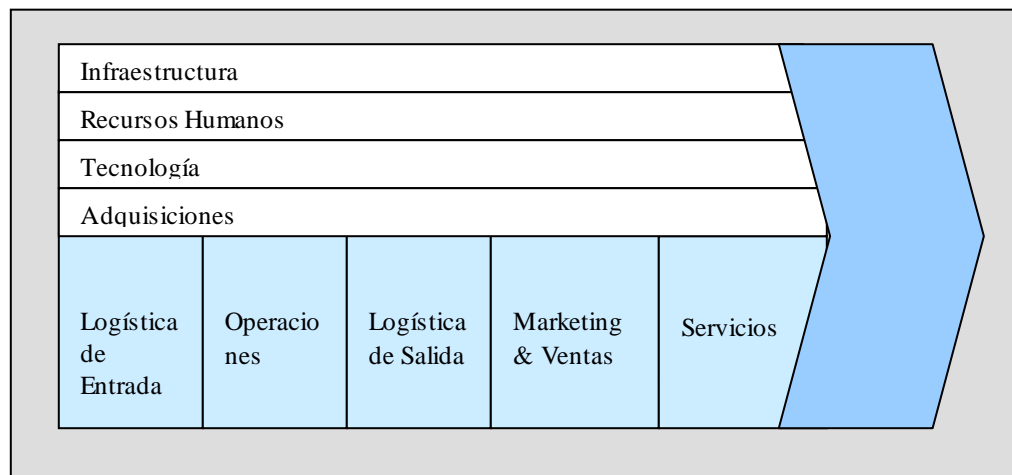 Infraestructura
Recursos Humanos
Tecnología
Adquisiciones
Logística
de
Entrada
Operacio
nes
Logística
de Salida
Marketing
& Ventas
Servicios